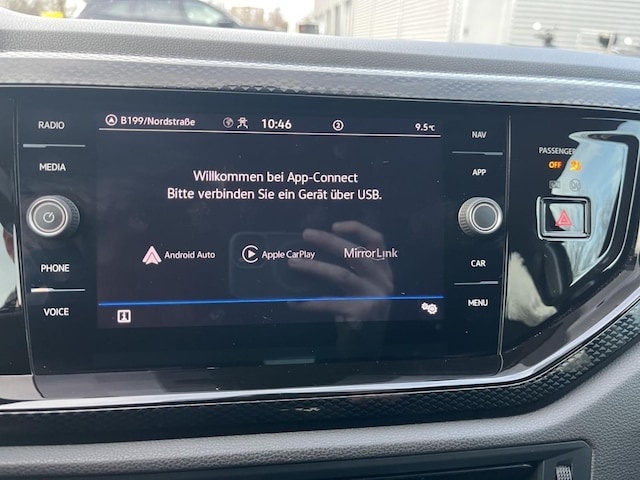 RADIO
MEDIA
PHONE
VOICE
B199/Nordstraße
10:46
2
9.5°C
Willkommen bei App-Connect
Bitte verbinden Sie ein Gerät über USB.
Android Auto
Apple CarPlay
MirrorLink
NAV
APP
CAR
MENU
PASSENGER
OFF